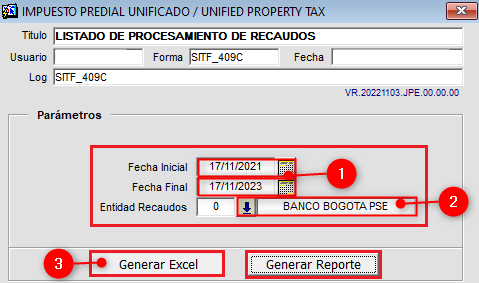 IMPUESTO PREDIAL UNIFICADO / UNIFIED PROPERTY TAX
Titulo LISTADO DE PROCESAMIENTO DE RECAUDOS
Usuario Forma SITF_409C Fecha
Log SITF_409C
VR.20221103.JPE.00.00.00
Parámetros
Fecha Inicial 17/11/2021 1
Fecha Final 17/11/2023
Entidad Recaudos 0 BANCO BOGOTA PSE 2
3 Generar Excel Generar Reporte